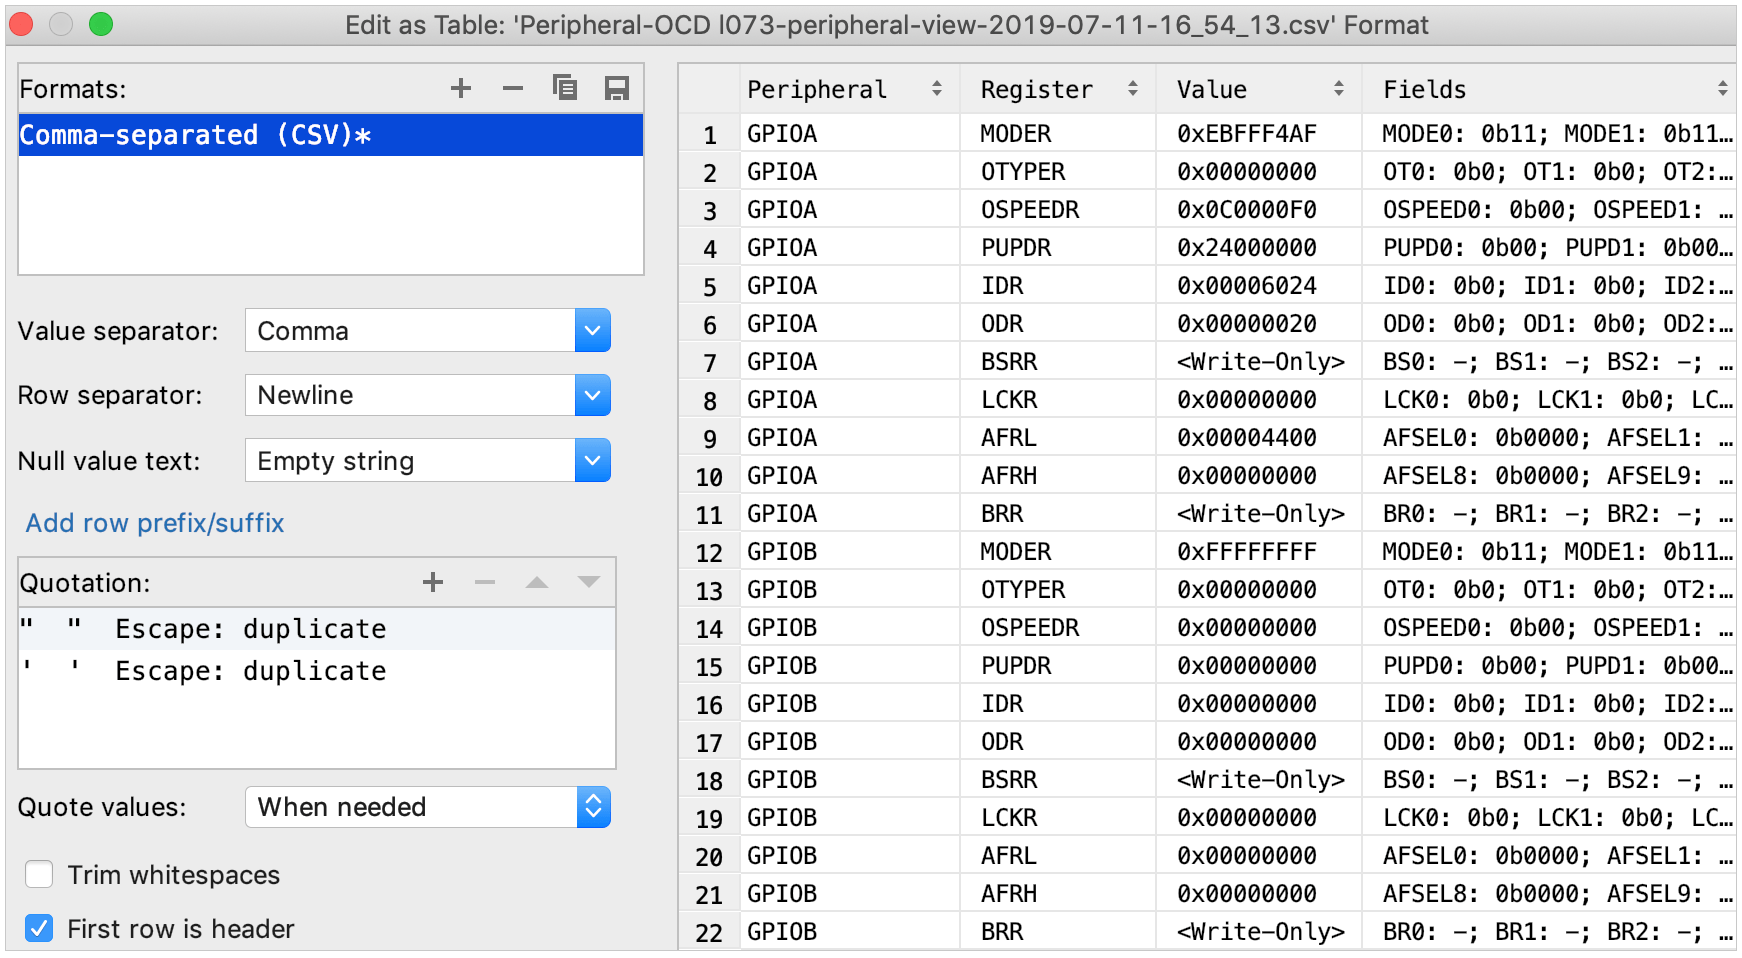 Edit as Table: 'Peripheral-OCD l073-peripheral-view-2019-07-11-16_54_13.csv' Format
Formats:
Comma-separated (CSV)*
Value separator: Comma
Row separator: Newline
Null value text: Empty string
Add row prefix/suffix
Quotation:
" " Escape: duplicate
' ' Escape: duplicate
Quote values: When needed
Trim whitespaces
First row is header
Peripheral Register Value Fields
1 GPIOA MODER 0xEBFFF4AF MODE0: 0b11; MODE1: 0b11…
2 GPIOA OTYPER 0x00000000 OT0: 0b0; OT1: 0b0; OT2:…
3 GPIOA OSPEEDR 0x0C0000F0 OSPEED0: 0b00; OSPEED1: …
4 GPIOA PUPDR 0x24000000 PUPD0: 0b00; PUPD1: 0b00…
5 GPIOA IDR 0x00006024 ID0: 0b0; ID1: 0b0; ID2:…
6 GPIOA ODR 0x00000020 OD0: 0b0; OD1: 0b0; OD2:…
7 GPIOA BSRR <Write-Only> BS0: -; BS1: -; BS2: -; …
8 GPIOA LCKR 0x00000000 LCK0: 0b0; LCK1: 0b0; LC…
9 GPIOA AFRL 0x00004400 AFSEL0: 0b0000; AFSEL1: …
10 GPIOA AFRH 0x00000000 AFSEL8: 0b0000; AFSEL9: …
11 GPIOA BRR <Write-Only> BR0: -; BR1: -; BR2: -; …
12 GPIOB MODER 0xFFFFFFFF MODE0: 0b11; MODE1: 0b11…
13 GPIOB OTYPER 0x00000000 OT0: 0b0; OT1: 0b0; OT2:…
14 GPIOB OSPEEDR 0x00000000 OSPEED0: 0b00; OSPEED1: …
15 GPIOB PUPDR 0x00000000 PUPD0: 0b00; PUPD1: 0b00…
16 GPIOB IDR 0x00000000 ID0: 0b0; ID1: 0b0; ID2:…
17 GPIOB ODR 0x00000000 OD0: 0b0; OD1: 0b0; OD2:…
18 GPIOB BSRR <Write-Only> BS0: -; BS1: -; BS2: -; …
19 GPIOB LCKR 0x00000000 LCK0: 0b0; LCK1: 0b0; LC…
20 GPIOB AFRL 0x00000000 AFSEL0: 0b0000; AFSEL1: …
21 GPIOB AFRH 0x00000000 AFSEL8: 0b0000; AFSEL9: …
22 GPIOB BRR <Write-Only> BR0: -; BR1: -; BR2: -; …